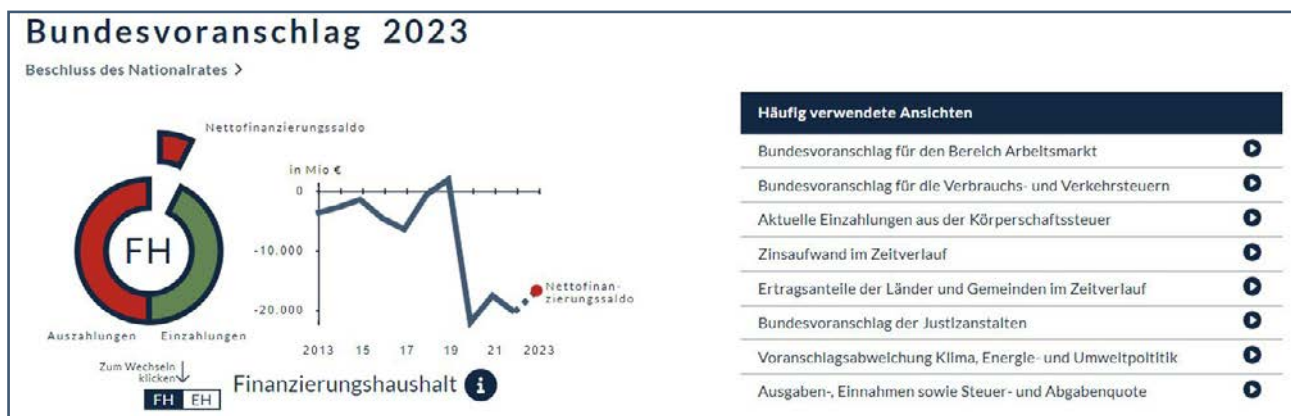 Bundesvoranschlag 2023
Beschluss des Nationalrates >
Nettofinanzierungssaldo
FH
Auszahlungen Einzahlungen
Zum Wechseln
klicken
FH EH
in Mio €
0
-10.000
-20.000
2013 15 17 19 21 2023
Nettofinan-
zierungssaldo
Finanzierungshaushalt i
Häufig verwendete Ansichten
Bundesvoranschlag für den Bereich Arbeitsmarkt
Bundesvoranschlag für die Verbrauchs- und Verkehrsteuern
Aktuelle Einzahlungen aus der Körperschaftssteuer
Zinsaufwand im Zeitverlauf
Ertragsanteile der Länder und Gemeinden im Zeitverlauf
Bundesvoranschlag der Justizanstalten
Voranschlagsabweichung Klima, Energie- und Umweltpoltitik
Ausgaben-, Einnahmen sowie Steuer- und Abgabenquote